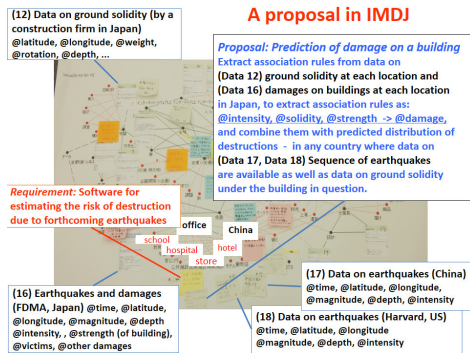 A proposal in IMDJ
(12) Data on ground solidity (by a
construction firm in Japan)
@latitude, @longitude, @weight,
@rotation, @depth, ...
Proposal: Prediction of damage on a building
Extract association rules from data on
(Data 12) ground solidity at each location and
(Data 16) damages on buildings at each location
in Japan, to extract association rules as:
@intensity, @solidity, @strength -> @damage,
and combine them with predicted distribution of
destructions - in any country where data on
(Data 17, Data 18) Sequence of earthquakes
are available as well as data on ground solidity
under the building in question.
Requirement: Software for
estimating the risk of destruction
due to forthcoming earthquakes
office
China
school
hospital
hotel
store
(16) Earthquakes and damages
(FDMA, Japan) @time, @latitude,
@longitude, @magnitude, @depth
@intensity, , @strength (of building),
@victims, @other damages
(17) Data on earthquakes (China)
@time, @latitude, @longitude,
@magnitude, @depth, @intensity
(18) Data on earthquakes (Harvard, US)
@time, @latitude, @longitude
@magnitude, @depth, @intensity